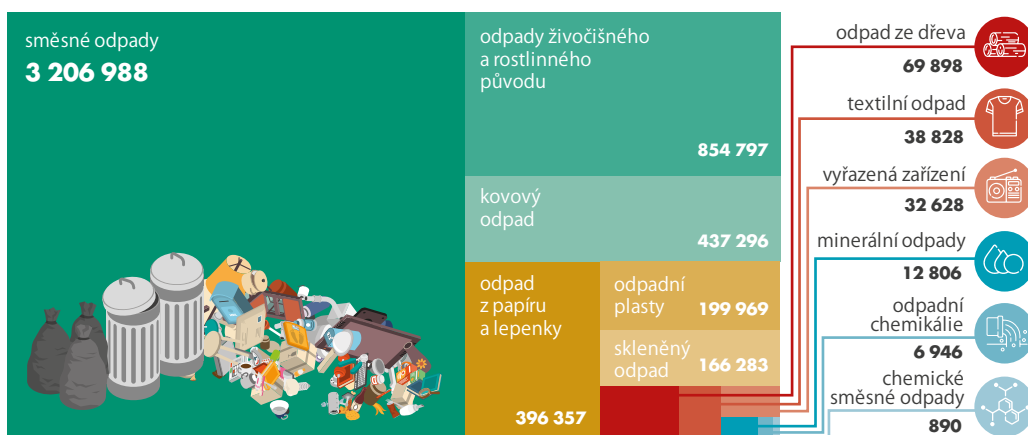 směsné odpady
3 206 988
odpady živočišného
a rostlinného
původu
854 797
kovový
odpad
437 296
odpad
z papíru
a lepenky
396 357
odpadní
plasty
199 969
skleněný
odpad
166 283
odpad ze dřeva
69 898
textilní odpad
38 828
vyřazená zařízení
32 628
minerální odpady
12 806
odpadní
chemikálie
6 946
chemické
směsné odpady
890